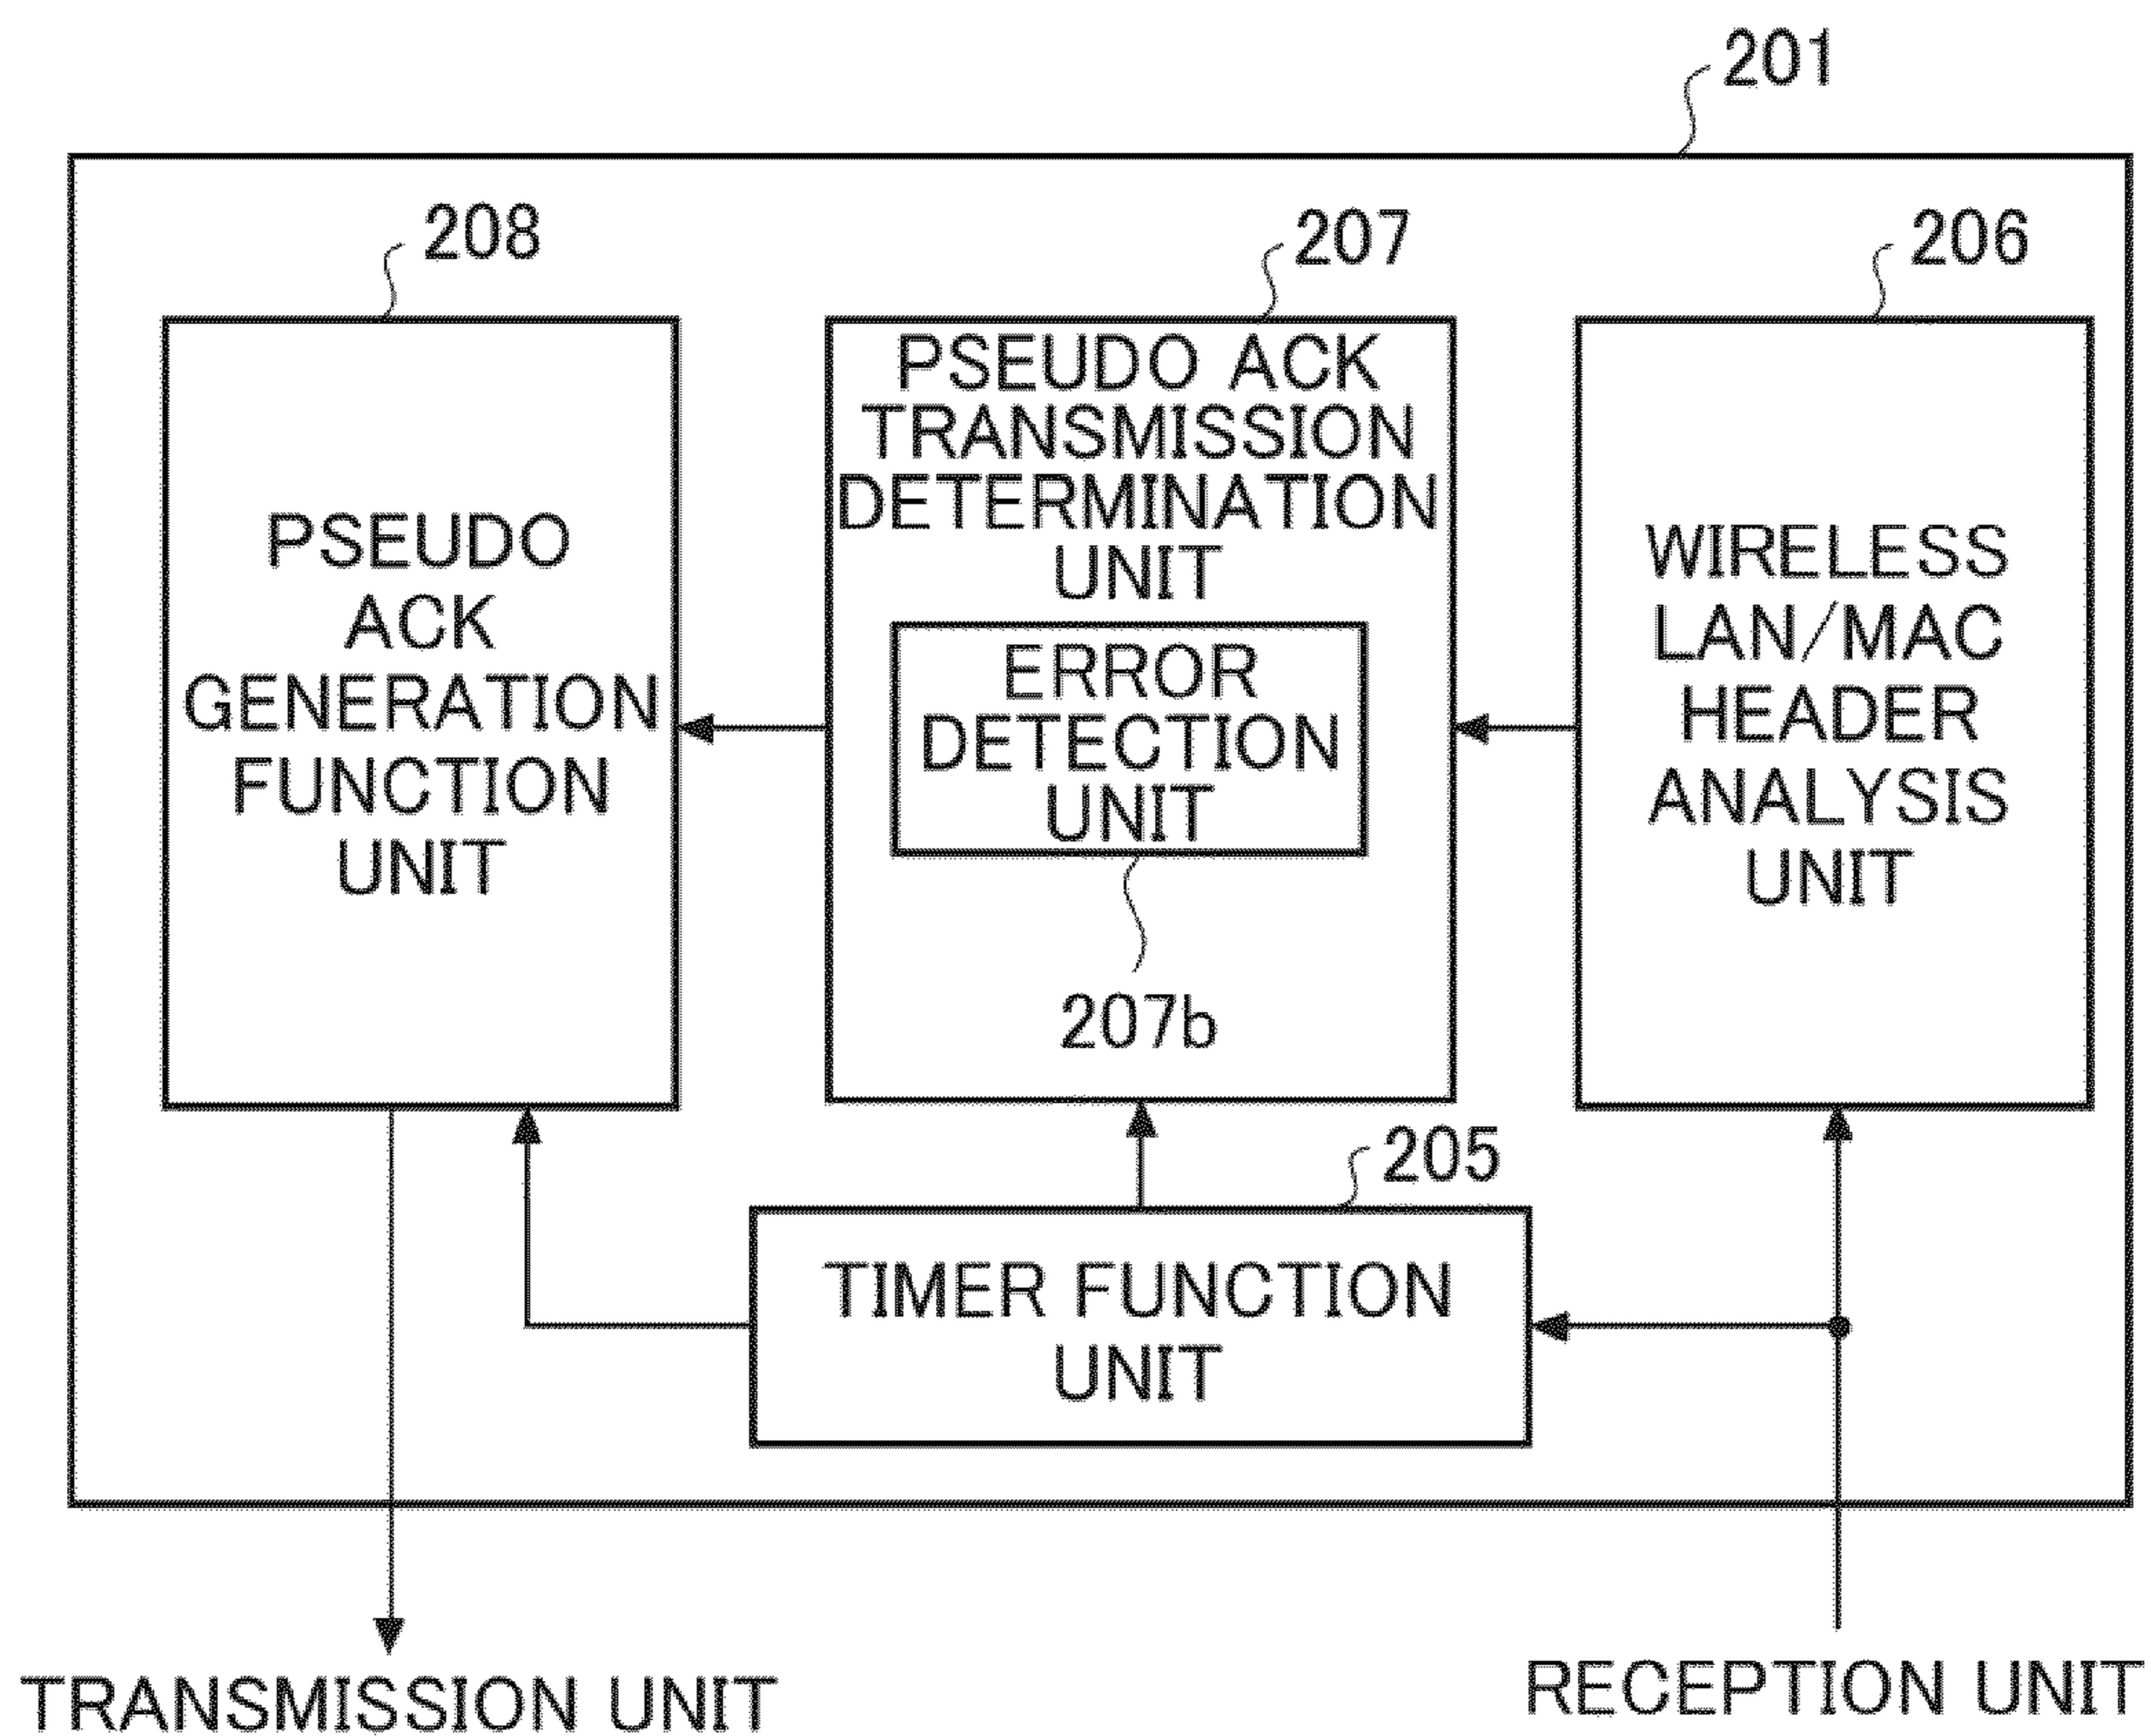 201
208
PSEUDO
ACK
GENERATION
FUNCTION
UNIT
207
PSEUDO ACK
TRANSMISSION
DETERMINATION
UNIT
ERROR
DETECTION
UNIT
207b
206
WIRELESS
LAN/MAC
HEADER
ANALYSIS
UNIT
205
TIMER FUNCTION
UNIT
TRANSMISSION UNIT
RECEPTION UNIT